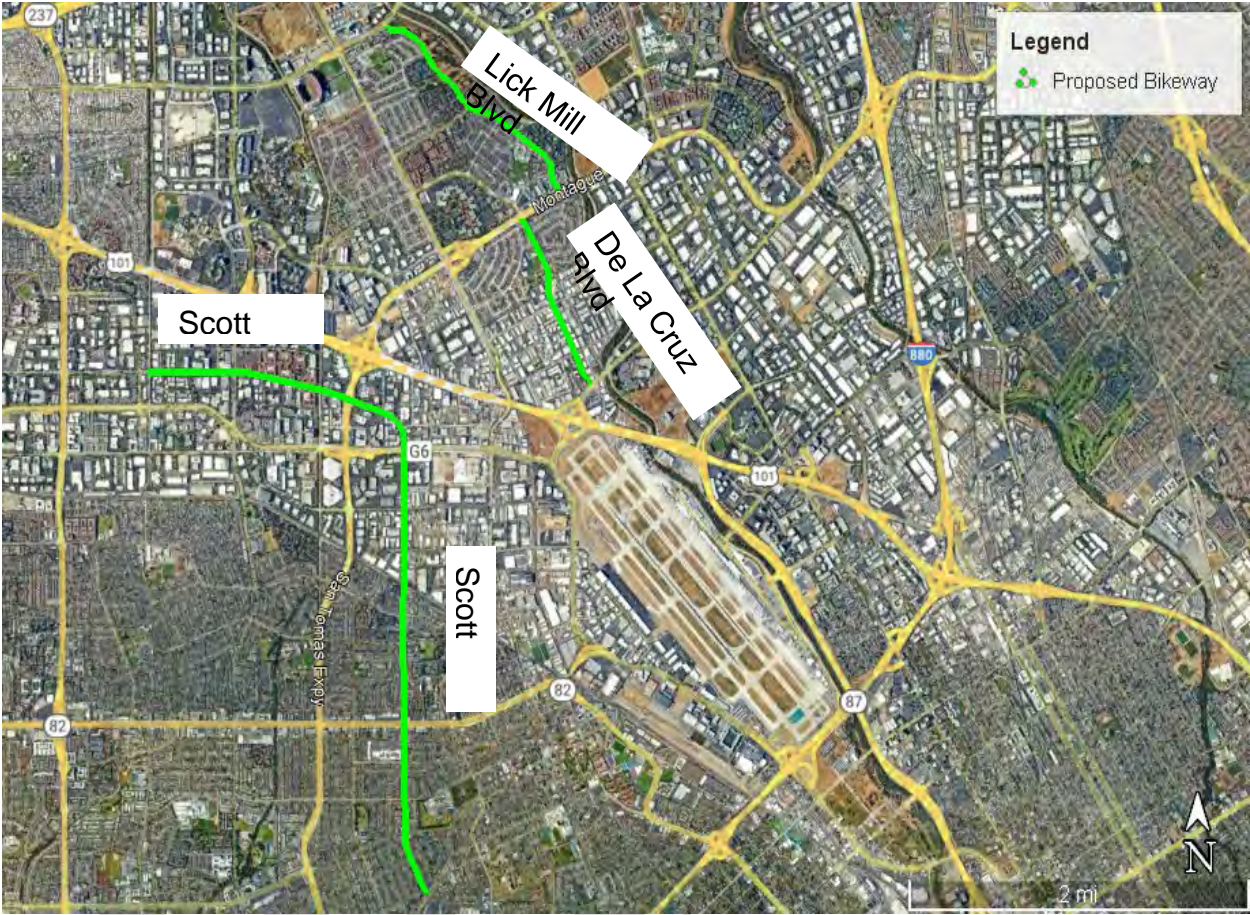 237
Legend
Proposed Bikeway
Lick Mill
Blvd
Montague
De La Cruz
Blvd
101
Scott
880
G6
101
Scott
San Tomas Expy
82
87
82
N
2 mi